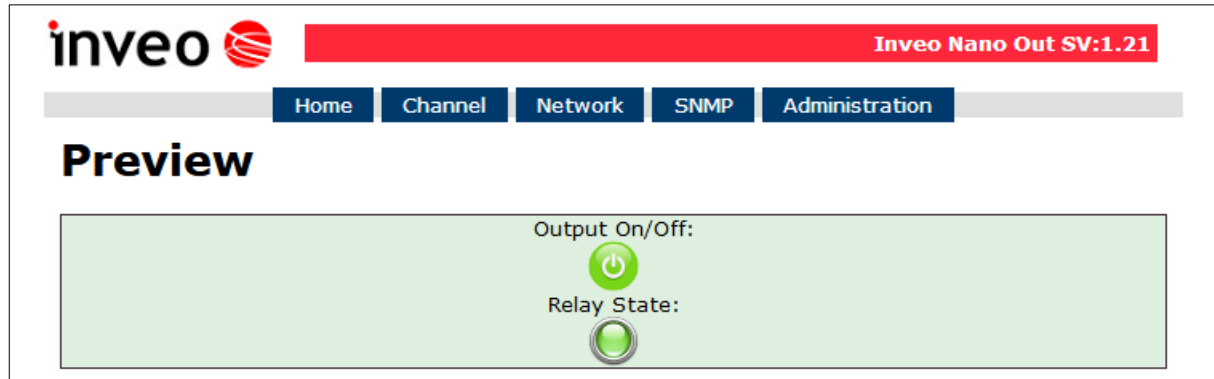 inveo
Inveo Nano Out SV:1.21
Home Channel Network SNMP Administration
Preview
Output On/Off:
Relay State: